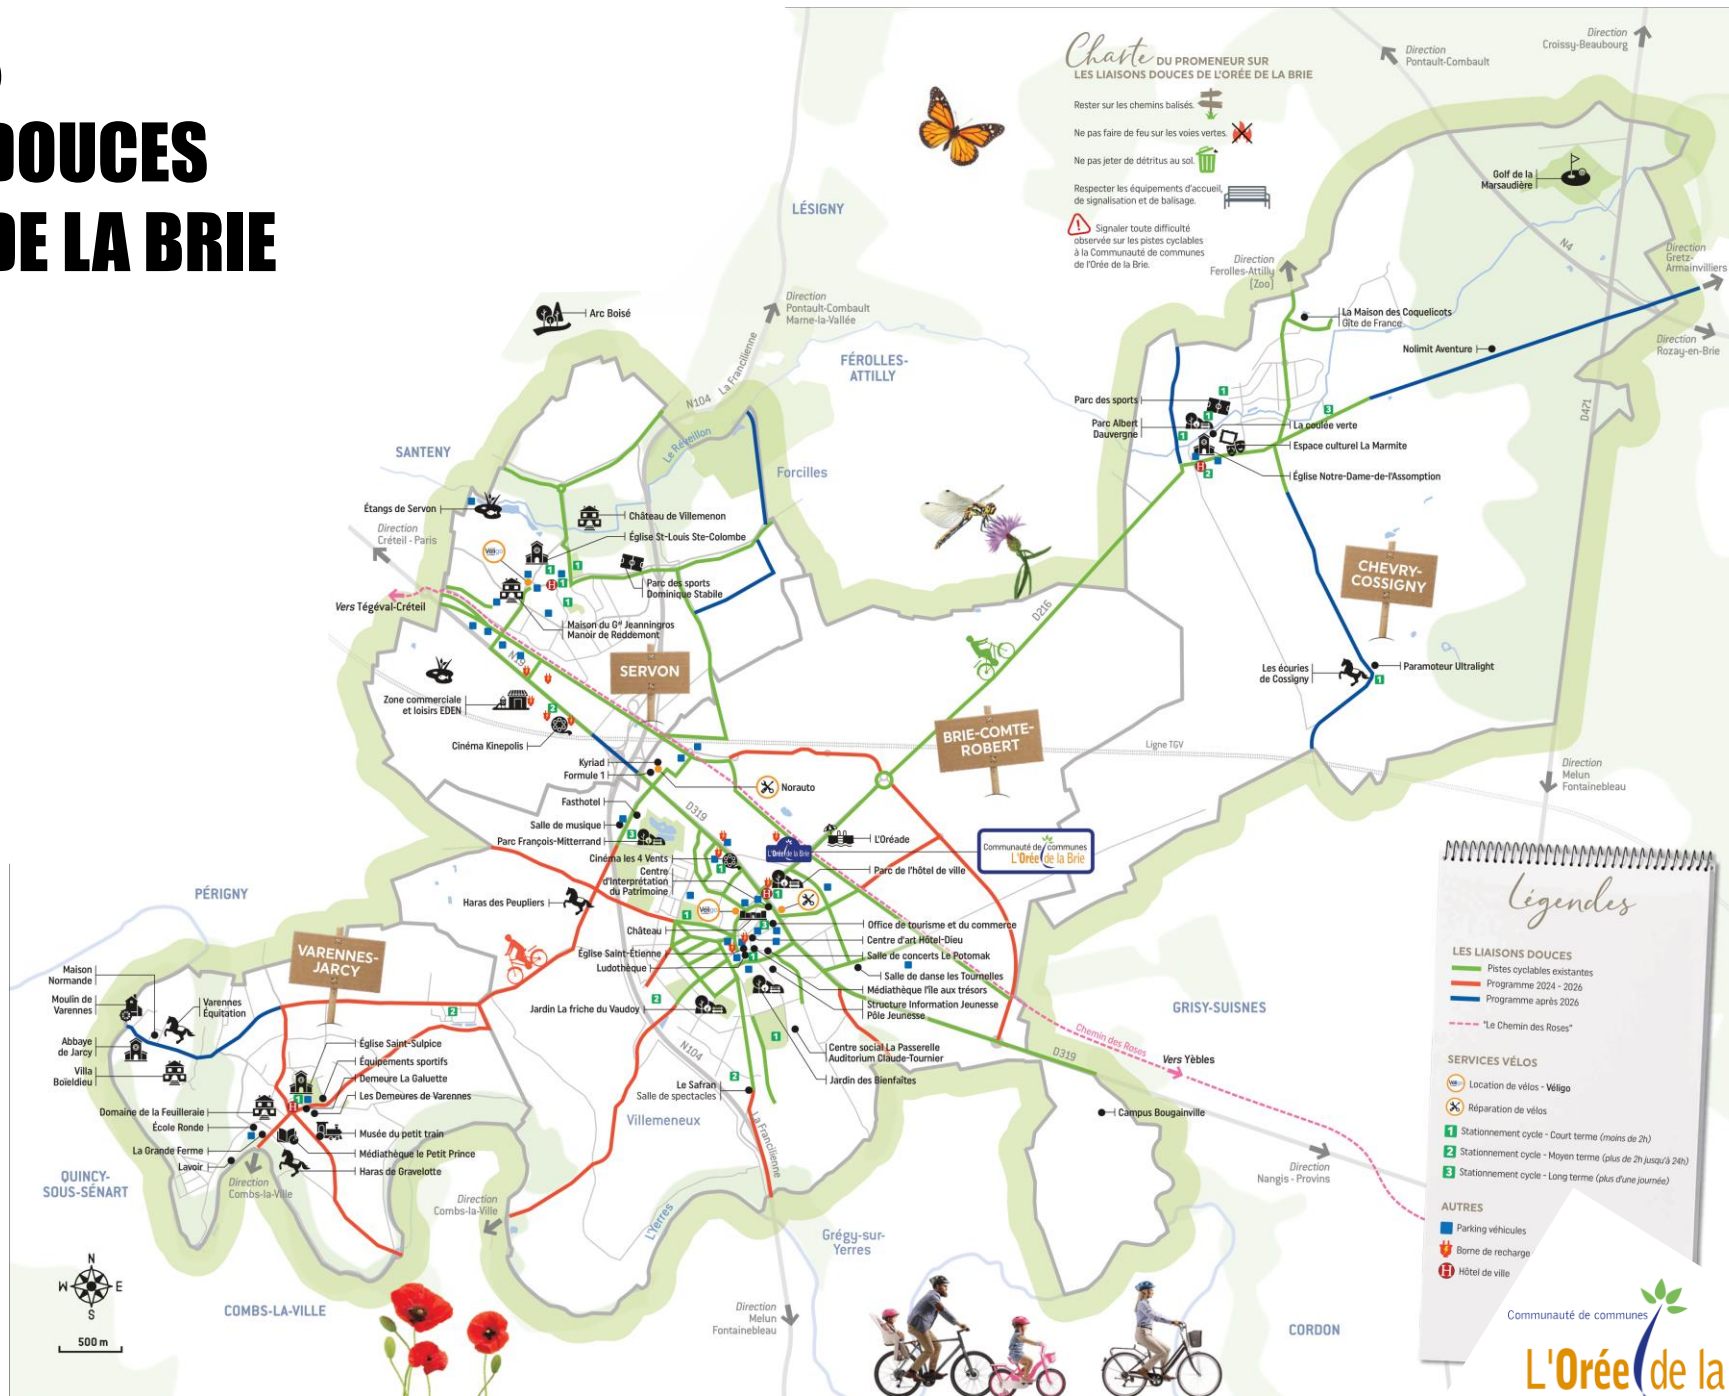 DOUCES
DE LA BRIE
Charte DU PROMENEUR SUR
LES LIAISONS DOUCES DE L'ORÉE DE LA BRIE
Rester sur les chemins balisés.
Ne pas faire de feu sur les voies vertes.
Ne pas jeter de détritus au sol.
Respecter les équipements d'accueil,
de signalisation et de balisage.
Signaler toute difficulté
observée sur les pistes cyclables
à la Communauté de communes
de l'Orée de la Brie.
Direction
Pontault-Combault
Direction
Croissy-Beaubourg
Golf de la
Marsaudière
N4
Direction
Gretz-
Armainvilliers
Direction
Rozay-en-Brie
D471
Direction
Ferolles-Attilly
(Zoo)
La Maison des Coquelicots
Gîte de France
Nolimit Aventure
Parc des sports
Parc Albert
Dauvergne
La coulée verte
Espace culturel La Marmite
Église Notre-Dame-de-l'Assomption
CHEVRY-
COSSIGNY
Les écuries
de Cossigny
Paramoteur Ultralight
Direction
Melun
Fontainebleau
Ligne TGV
D216
LÉSIGNY
Direction
Pontault-Combault
Marne-la-Vallée
La Francilienne
N104
FÉROLLES-
ATTILLY
Arc Boisé
SANTENY
Le Réveillon
Forcilles
Étangs de Servon
Direction
Créteil - Paris
Château de Villemenon
Église St-Louis Ste-Colombe
Véligo
Parc des sports
Dominique Stabile
Vers Tégéval-Créteil
Maison du Gal Jeanningros
Manoir de Reddemont
N19
SERVON
Zone commerciale
et loisirs EDEN
Cinéma Kinepolis
BRIE-COMTE-
ROBERT
Kyriad
Formule 1
Norauto
Fasthotel
D319
Salle de musique
Parc François-Mitterrand
L'Oréade
Communauté de communes
L'Orée de la Brie
L'Orée de la Brie
Cinéma les 4 Vents
Centre
d'Interprétation
du Patrimoine
Parc de l'hôtel de ville
Haras des Peupliers
Véligo
Château
Office de tourisme et du commerce
Centre d'art Hôtel-Dieu
Église Saint-Étienne
Salle de concerts Le Potomak
Ludothèque
Salle de danse les Tournelles
Médiathèque l'île aux trésors
Structure Information Jeunesse
Pôle Jeunesse
Jardin La friche du Vaudoy
Centre social La Passerelle
Auditorium Claude-Tournier
Jardin des Bienfaîtes
N104
Le Safran
Salle de spectacles
La Francilienne
Villemeneux
L'Yerres
Grégy-sur-
Yerres
Direction
Melun
Fontainebleau
Chemin des Roses
D319
Vers Yèbles
GRISY-SUISNES
Campus Bougainville
Direction
Nangis - Provins
CORDON
PÉRIGNY
VARENNES-
JARCY
Maison
Normande
Moulin de
Varennes
Varennes
Équitation
Abbaye
de Jarcy
Villa
Boieldieu
Église Saint-Sulpice
Équipements sportifs
Demeure La Galuette
Les Demeures de Varennes
Domaine de la Feuilleraie
École Ronde
La Grande Ferme
Lavoir
Musée du petit train
Médiathèque le Petit Prince
Haras de Gravelotte
QUINCY-
SOUS-SÉNART
Direction
Combs-la-Ville
Direction
Combs-la-Ville
COMBS-LA-VILLE
N
W E
S
500 m
Légendes
LES LIAISONS DOUCES
Pistes cyclables existantes
Programme 2024 - 2026
Programme après 2026
"Le Chemin des Roses"
SERVICES VÉLOS
Location de vélos - Véligo
Réparation de vélos
1 Stationnement cycle - Court terme (moins de 2h)
2 Stationnement cycle - Moyen terme (plus de 2h jusqu'à 24h)
3 Stationnement cycle - Long terme (plus d'une journée)
AUTRES
Parking véhicules
Borne de recharge
H Hôtel de ville
Communauté de communes
L'Orée de la